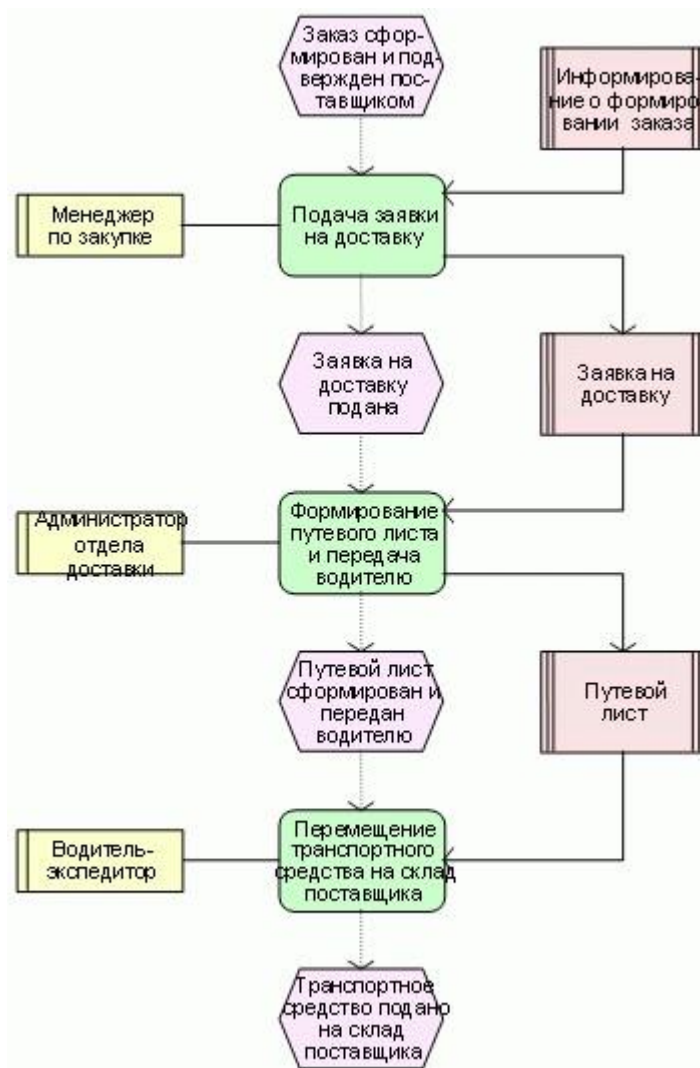 Заказ сфор-
мирован и под-
вержден пос-
тавщиком
Информирова-
ние о формиро-
вании заказа
Менеджер
по закупке
Подача заявки
на доставку
Заявка на
доставку
подана
Заявка на
доставку
Администратор
отдела
доставки
Формирование
путевого листа
и передача
водителю
Путевой лист
сформирован и
передан
водителю
Путевой
лист
Водитель-
экспедитор
Перемещение
транспортного
средства на склад
поставщика
Транспортное
средство подано
на склад
поставщика